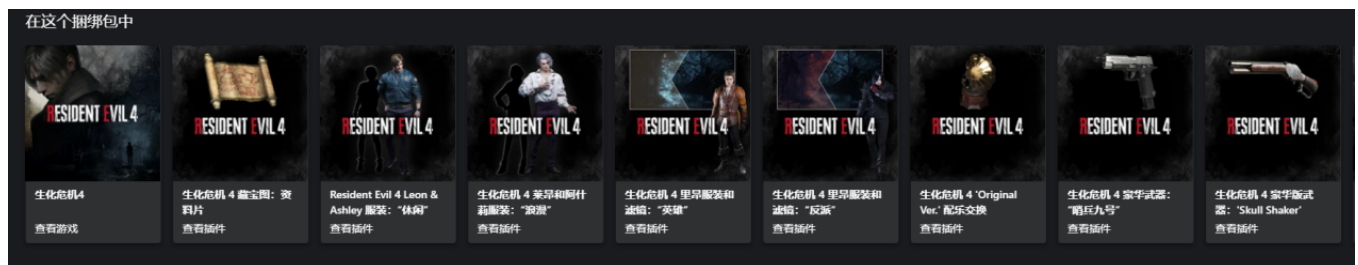 在这个捆绑包中
RESIDENT EVIL 4
RESIDENT EVIL 4
RESIDENT EVIL 4
RESIDENT EVIL 4
RESIDENT EVIL 4
RESIDENT EVIL 4
RESIDENT EVIL 4
RESIDENT EVIL 4
RESIDENT EVIL 4
生化危机4
查看游戏
生化危机 4 藏宝图：资
料片
查看插件
Resident Evil 4 Leon &
Ashley 服装：“休闲”
查看插件
生化危机 4 莱昂和阿什
莉服装：“浪漫”
查看插件
生化危机 4 里昂服装和
滤镜：“英雄”
查看插件
生化危机 4 里昂服装和
滤镜：“反派”
查看插件
生化危机 4 'Original
Ver.' 配乐交换
查看插件
生化危机 4 豪华武器：
“哨兵九号”
查看插件
生化危机 4 豪华版武
器：'Skull Shaker'
查看插件